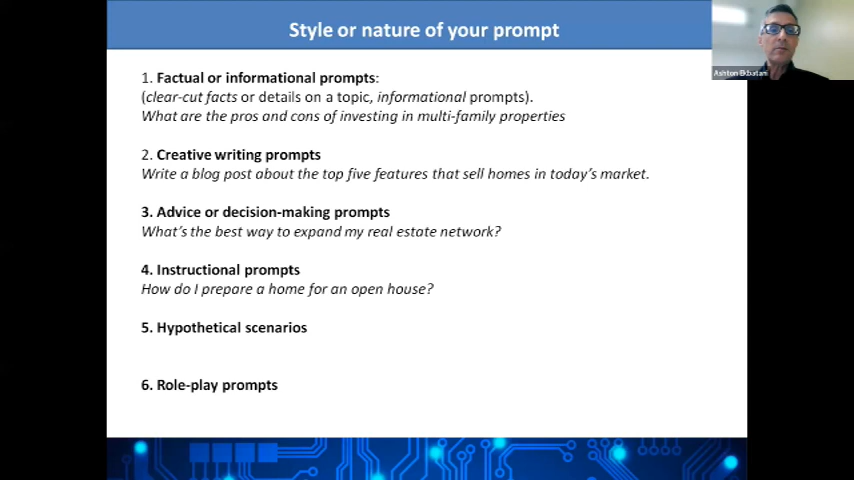 Style or nature of your prompt
Ashton Ekbatani
1. Factual or informational prompts:
(clear-cut facts or details on a topic, informational prompts).
What are the pros and cons of investing in multi-family properties
2. Creative writing prompts
Write a blog post about the top five features that sell homes in today's market.
3. Advice or decision-making prompts
What's the best way to expand my real estate network?
4. Instructional prompts
How do I prepare a home for an open house?
5. Hypothetical scenarios
6. Role-play prompts